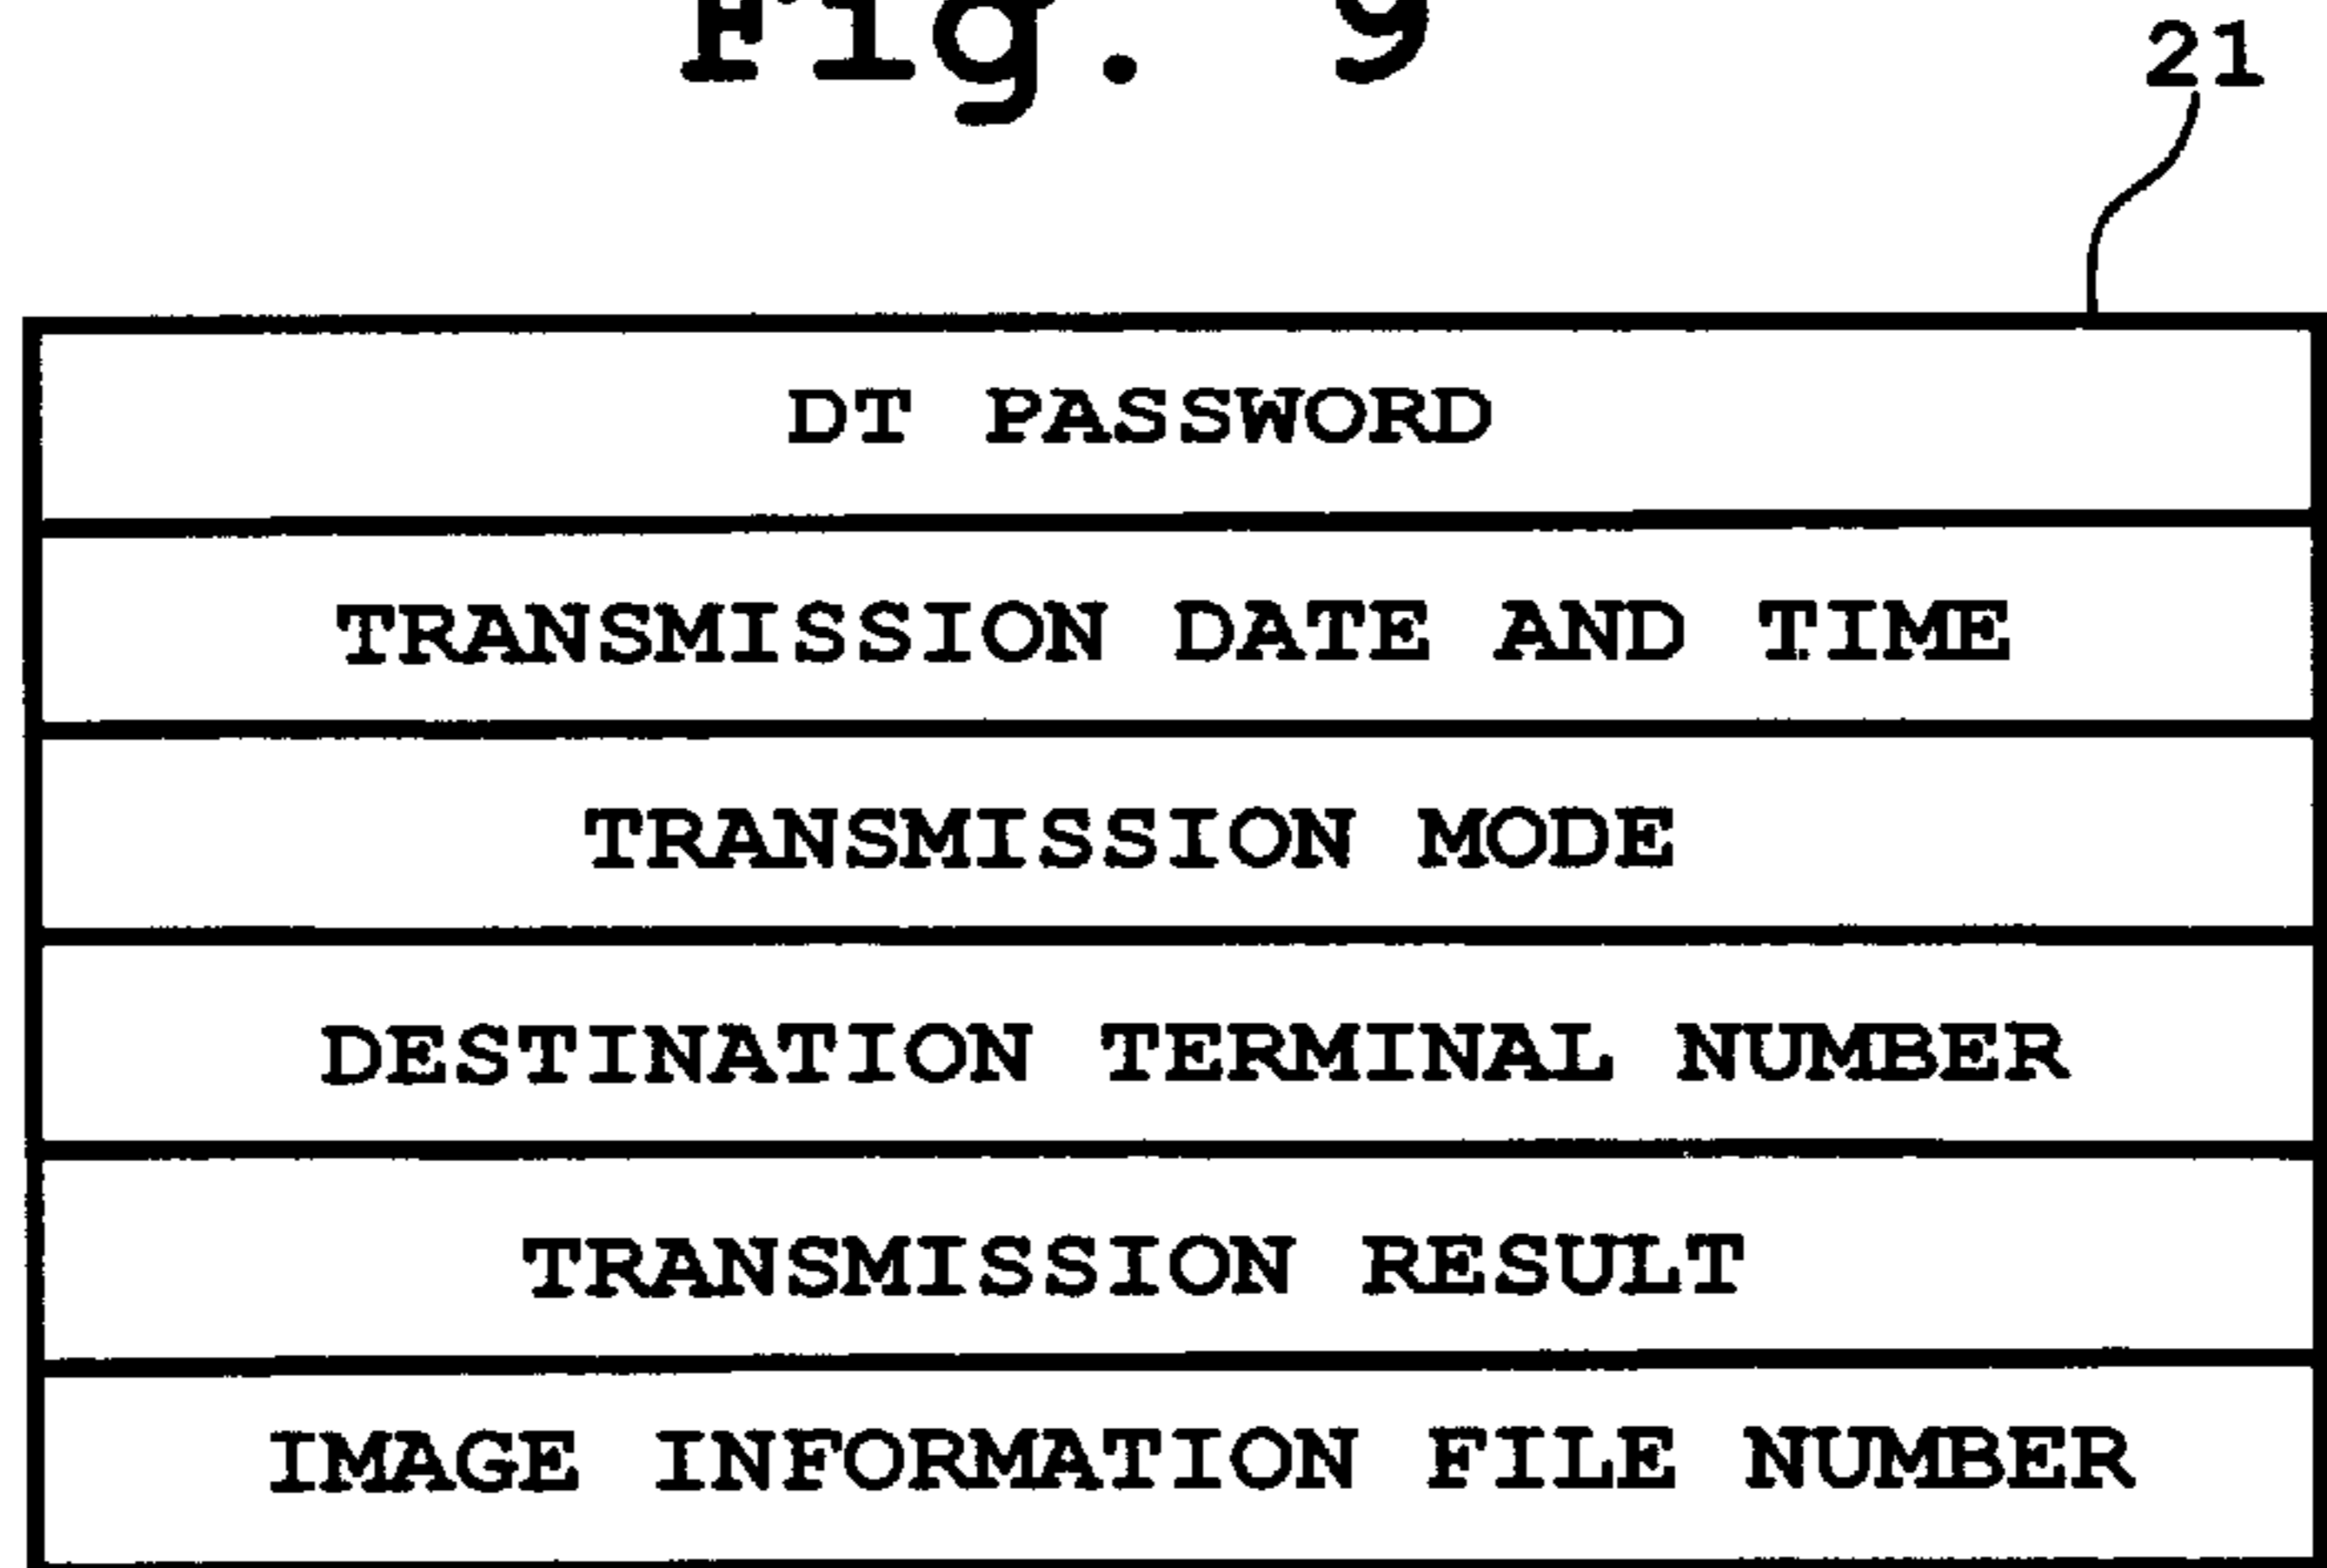 Fig. 9
21
DT PASSWORD
TRANSMISSION DATE AND TIME
TRANSMISSION MODE
DESTINATION TERMINAL NUMBER
TRANSMISSION RESULT
IMAGE INFORMATION FILE NUMBER